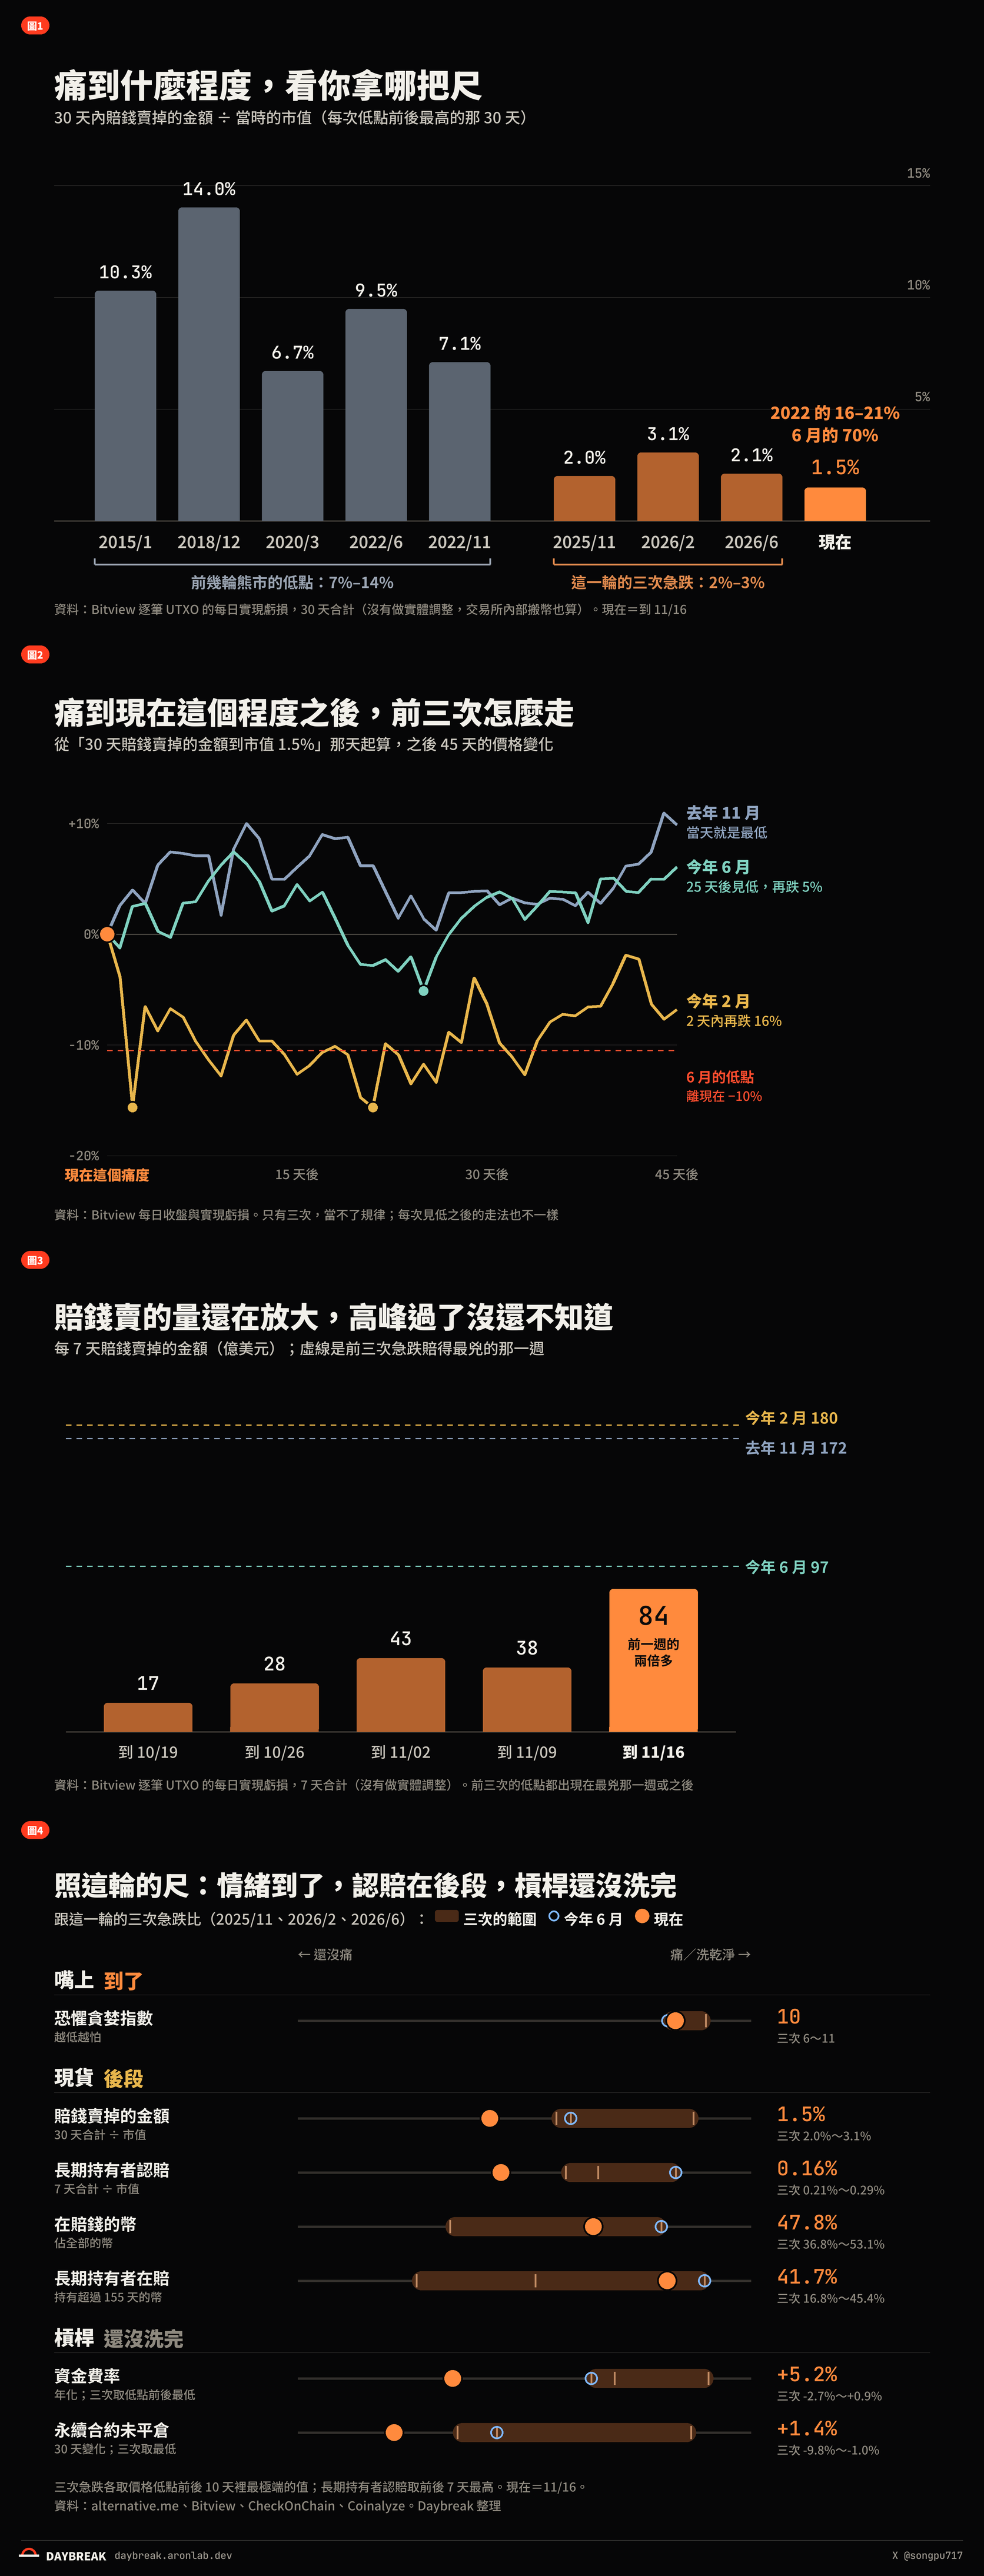 圖1
痛到什麼程度，看你拿哪把尺
30 天內賠錢賣掉的金額 ÷ 當時的市值（每次低點前後最高的那 30 天）
15%
14.0%
10.3%
10%
9.5%
7.1%
6.7%
5%
2022 的 16–21%
6 月的 70%
3.1%
2.0%
2.1%
1.5%
2015/1 2018/12 2020/3 2022/6 2022/11 2025/11 2026/2 2026/6 現在
前幾輪熊市的低點：7%–14%
這一輪的三次急跌：2%–3%
資料：Bitview 逐筆 UTXO 的每日實現虧損，30 天合計（沒有做實體調整，交易所內部搬幣也算）。現在＝到 11/16
圖2
痛到現在這個程度之後，前三次怎麼走
從「30 天賠錢賣掉的金額到市值 1.5%」那天起算，之後 45 天的價格變化
+10%
去年 11 月
當天就是最低
今年 6 月
25 天後見低，再跌 5%
0%
今年 2 月
2 天內再跌 16%
-10%
6 月的低點
離現在 −10%
-20%
現在這個痛度 15 天後 30 天後 45 天後
資料：Bitview 每日收盤與實現虧損。只有三次，當不了規律；每次見低之後的走法也不一樣
圖3
賠錢賣的量還在放大，高峰過了沒還不知道
每 7 天賠錢賣掉的金額（億美元）；虛線是前三次急跌賠得最兇的那一週
今年 2 月 180
去年 11 月 172
今年 6 月 97
84
前一週的
兩倍多
43
38
28
17
到 10/19 到 10/26 到 11/02 到 11/09 到 11/16
資料：Bitview 逐筆 UTXO 的每日實現虧損，7 天合計（沒有做實體調整）。前三次的低點都出現在最兇那一週或之後
圖4
照這輪的尺：情緒到了，認賠在後段，槓桿還沒洗完
跟這一輪的三次急跌比（2025/11、2026/2、2026/6）： 三次的範圍 今年 6 月 現在
← 還沒痛 痛／洗乾淨 →
嘴上 到了
恐懼貪婪指數 10
越低越怕 三次 6～11
現貨 後段
賠錢賣掉的金額 1.5%
30 天合計 ÷ 市值 三次 2.0%～3.1%
長期持有者認賠 0.16%
7 天合計 ÷ 市值 三次 0.21%～0.29%
在賠錢的幣 47.8%
佔全部的幣 三次 36.8%～53.1%
長期持有者在賠 41.7%
持有超過 155 天的幣 三次 16.8%～45.4%
槓桿 還沒洗完
資金費率 +5.2%
年化；三次取低點前後最低 三次 -2.7%～+0.9%
永續合約未平倉 +1.4%
30 天變化；三次取最低 三次 -9.8%～-1.0%
三次急跌各取價格低點前後 10 天裡最極端的值；長期持有者認賠取前後 7 天最高。現在＝11/16。
資料：alternative.me、Bitview、CheckOnChain、Coinalyze。Daybreak 整理
DAYBREAK daybreak.aronlab.dev X @songpu717